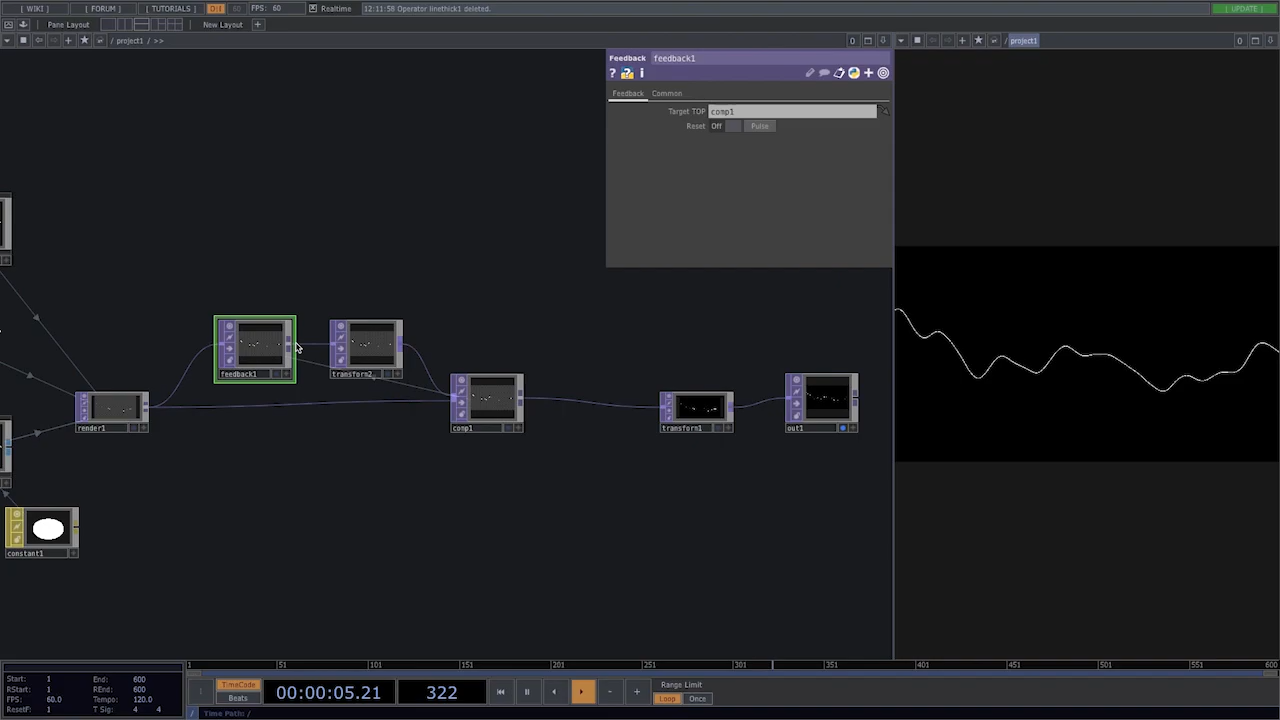 [ WIKI ] [ FORUM ] [ TUTORIALS ] OII 60 FPS: 60 Realtime 12:11:58 Operator linethick1 deleted. [ UPDATE ]
Pane Layout New Layout +
/ project1 / >> 0 / project1 0
Feedback feedback1
? ? i
Feedback Common
Target TOP comp1
Reset Off Pulse
feedback1
transform2
render1
comp1
transform1
out1
constant1
1 51 101 151 201 251 301 351 401 451 501 551 600
Start: 1 End: 600
RStart: 1 REnd: 600
FPS: 60.0 Tempo: 120.0
ResetF: 1 T Sig: 4 4
TimeCode
Beats
00:00:05.21
322
- +
Range Limit
Loop Once
/ Time Path: /